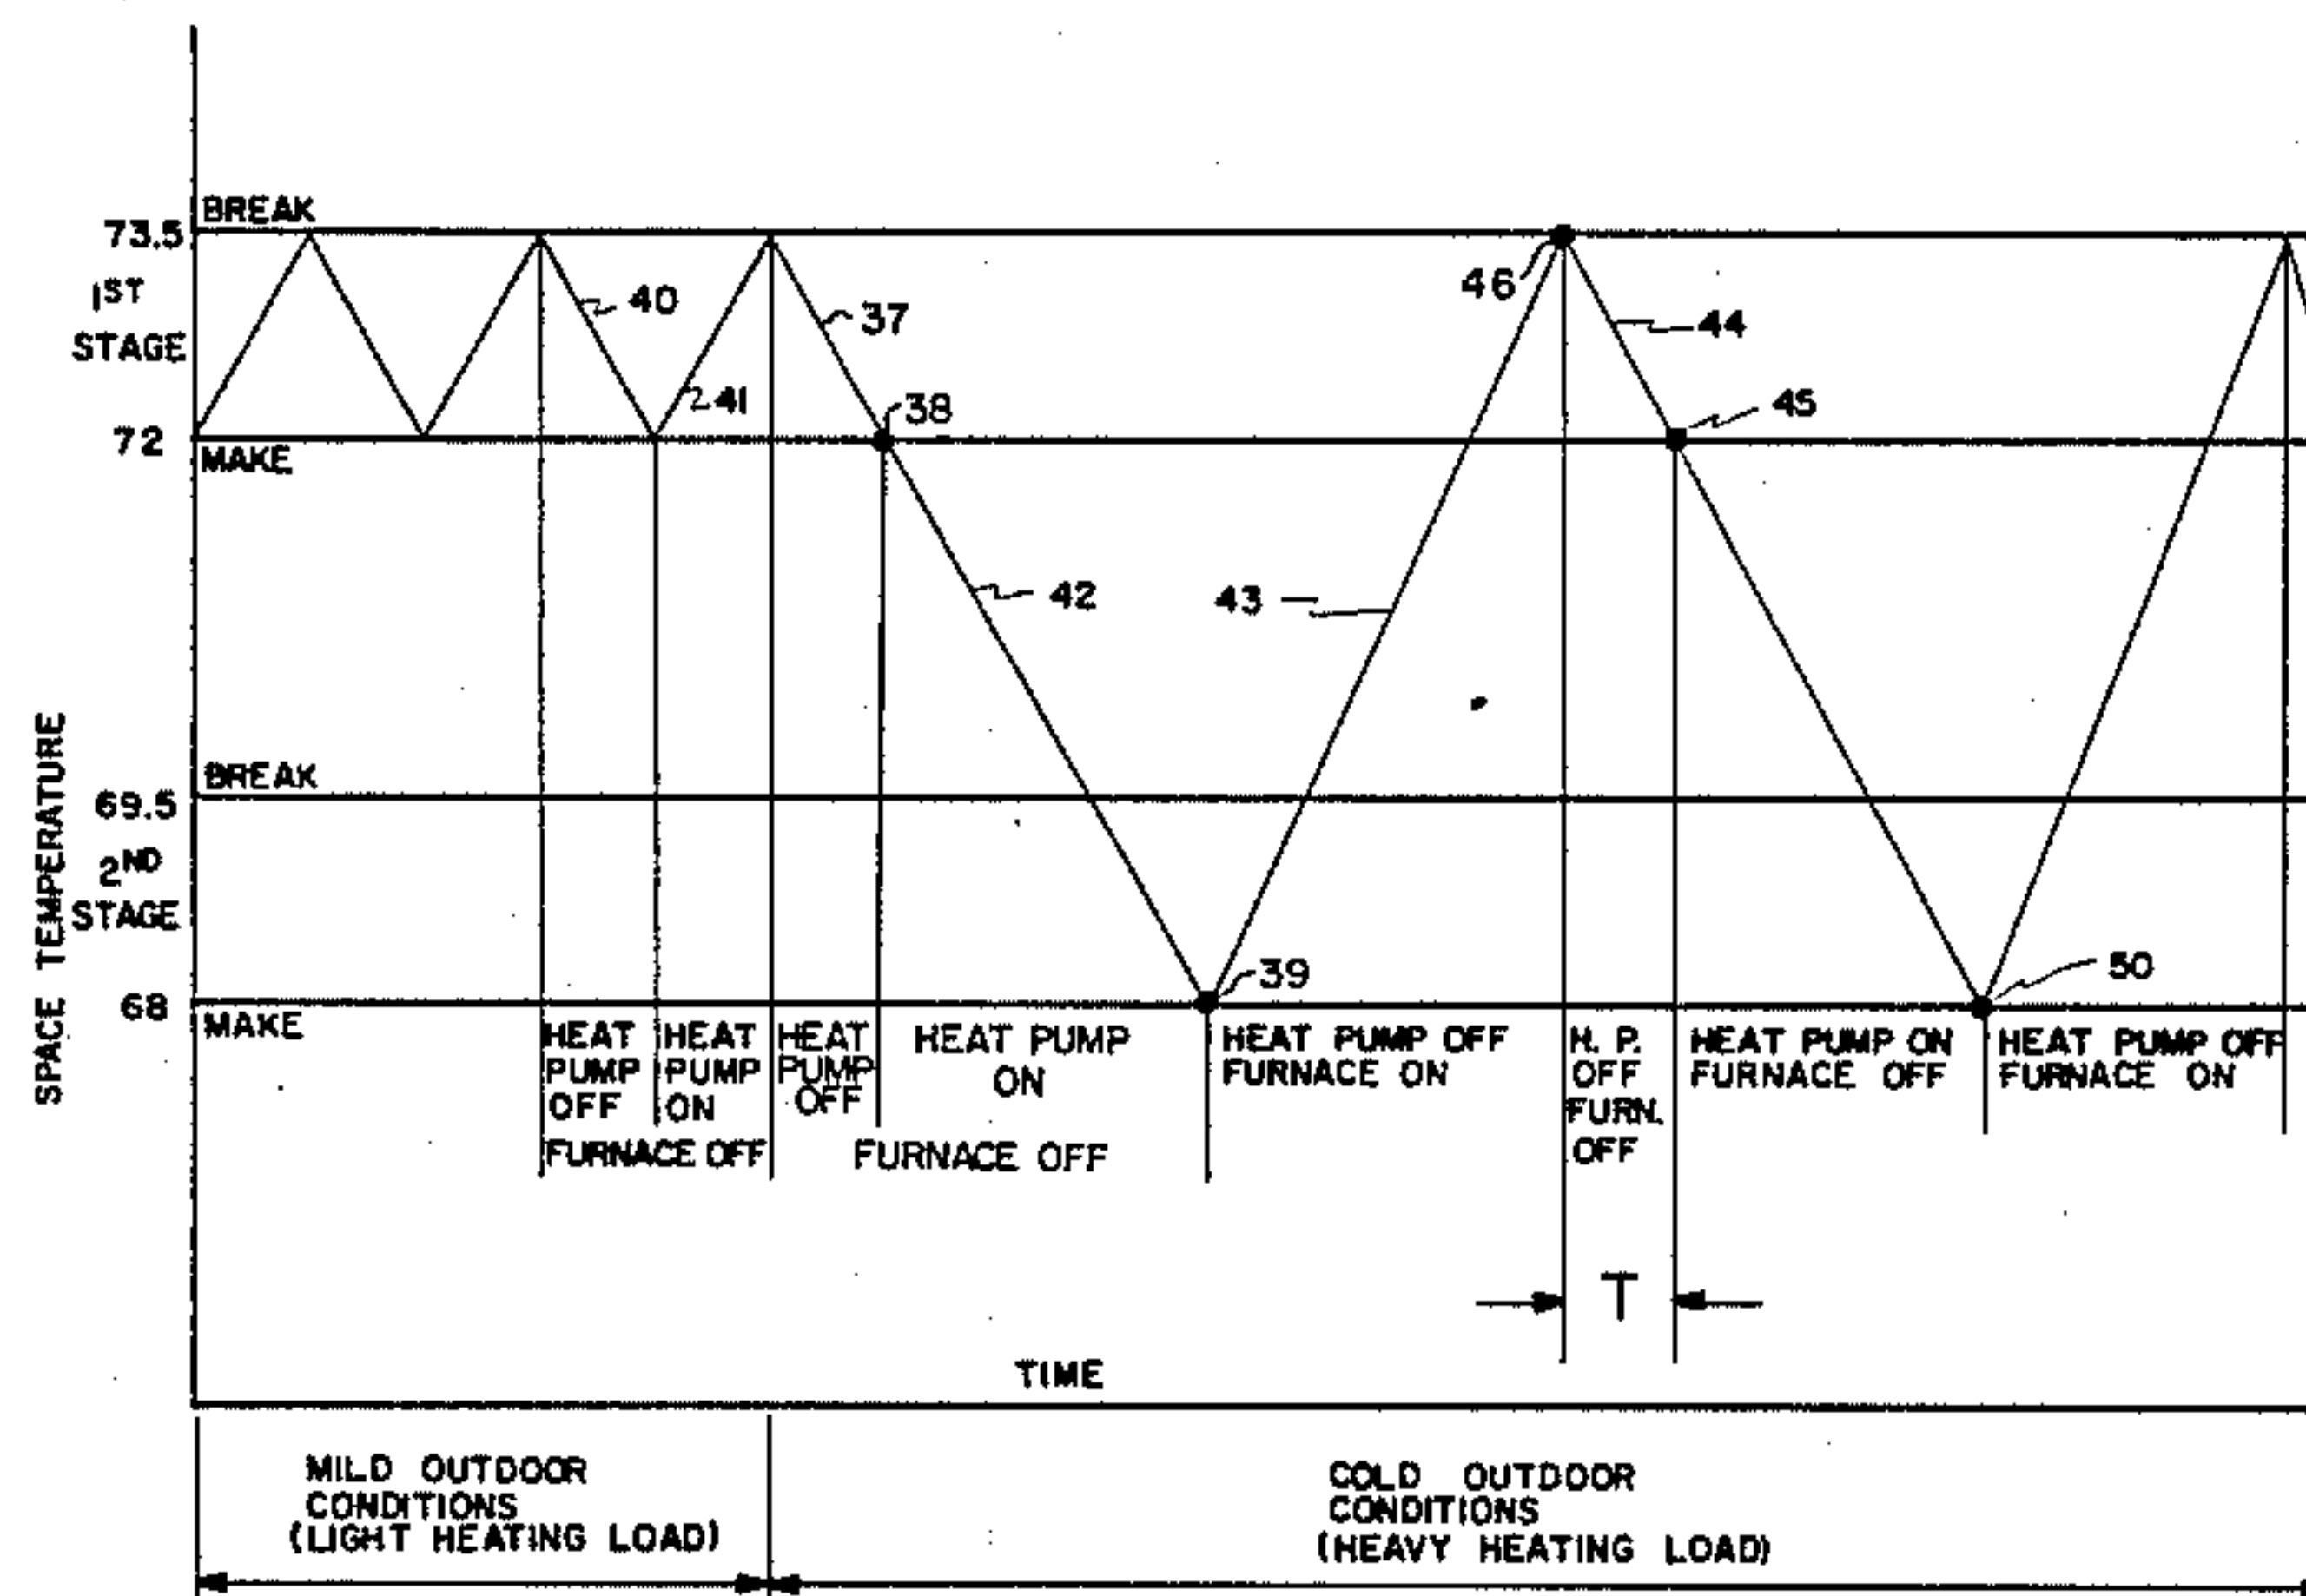 BREAK
73.5
1ST
STAGE
40
37
46
44
41
38
45
72
MAKE
42
43
SPACE TEMPERATURE
BREAK
69.5
2ND
STAGE
39
50
68
MAKE
HEAT
PUMP
OFF
HEAT
PUMP
ON
FURNACE OFF
HEAT
PUMP
OFF
HEAT PUMP
ON
FURNACE OFF
HEAT PUMP OFF
FURNACE ON
H. P.
OFF
FURN.
OFF
HEAT PUMP ON
FURNACE OFF
HEAT PUMP OFF
FURNACE ON
T
TIME
MILD OUTDOOR
CONDITIONS
(LIGHT HEATING LOAD)
COLD OUTDOOR
CONDITIONS
(HEAVY HEATING LOAD)